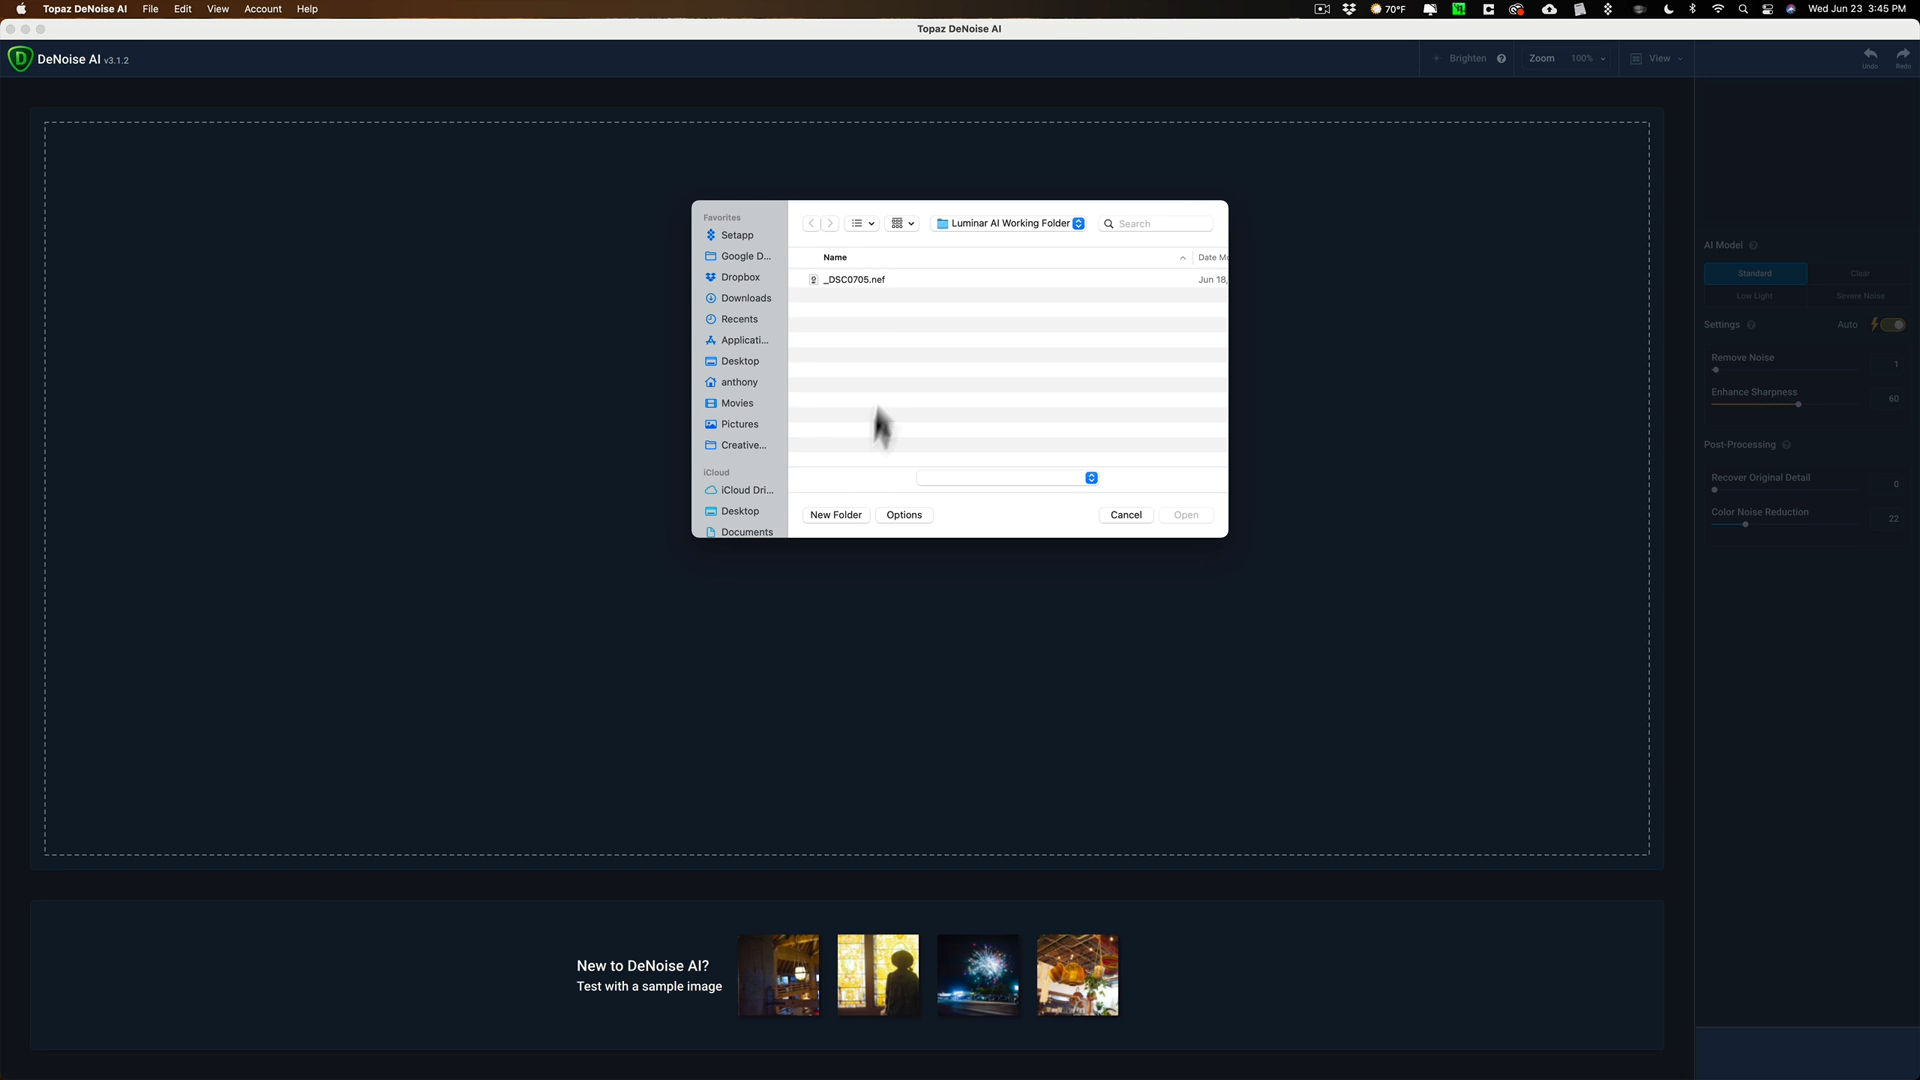 Topaz DeNoise AI File Edit View Account Help
70°F Wed Jun 23 3:45 PM
Topaz DeNoise AI
DeNoise AI v3.1.2
Brighten Zoom 100% View
Undo Redo
Favorites
Setapp
Google D...
Dropbox
Downloads
Recents
Applicati...
Desktop
anthony
Movies
Pictures
Creative...
iCloud
iCloud Dri...
Desktop
Documents
Luminar AI Working Folder
Search
Name Date Mo
_DSC0705.nef Jun 18,
New Folder Options Cancel Open
AI Model
Standard Clear
Low Light Severe Noise
Settings Auto
Remove Noise 1
Enhance Sharpness 60
Post-Processing
Recover Original Detail 0
Color Noise Reduction 22
New to DeNoise AI?
Test with a sample image